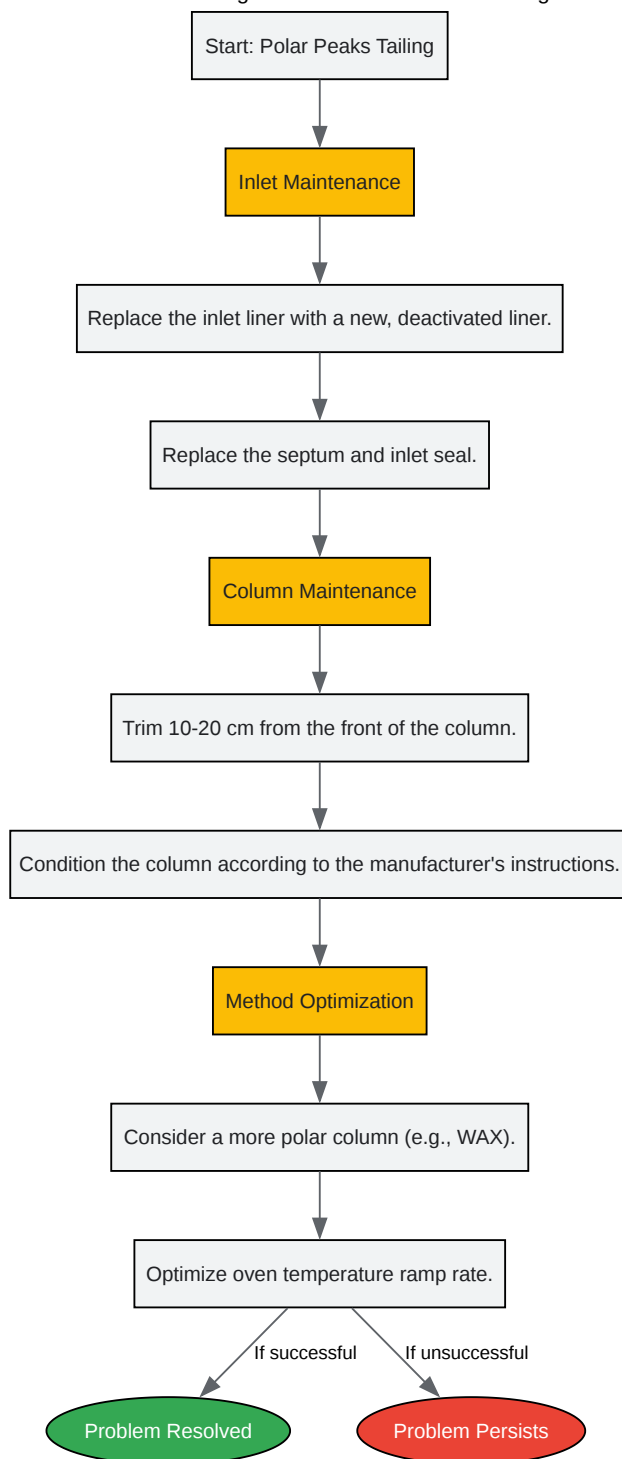 Start: Polar Peaks Tailing
Inlet Maintenance
Replace the inlet liner with a new, deactivated liner.
Replace the septum and inlet seal.
Column Maintenance
Trim 10-20 cm from the front of the column.
Condition the column according to the manufacturer's instructions.
Method Optimization
Consider a more polar column (e.g., WAX).
Optimize oven temperature ramp rate.
If successful
If unsuccessful
Problem Resolved
Problem Persists